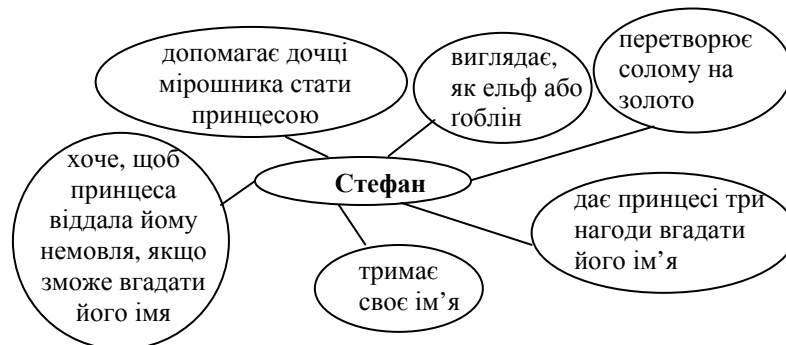 допомагає дочці
мірошника стати
принцесою
виглядає,
як ельф або
ґоблін
перетворює
солому на
золото
хоче, щоб
принцеса
віддала йому
немовля, якщо
зможе вгадати
його імя
Стефан
дає принцесі три
нагоди вгадати
його ім’я
тримає
своє ім’я